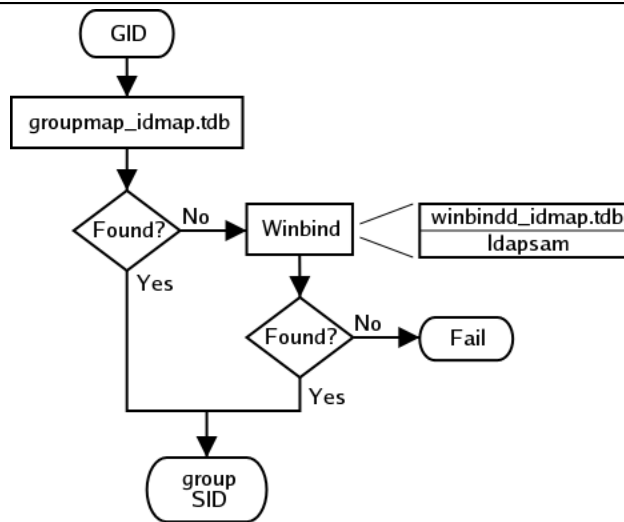 GID
groupmap_idmap.tdb
Found?
No
Winbind
winbindd_idmap.tdb
ldapsam
Yes
Found?
No
Fail
Yes
group
SID